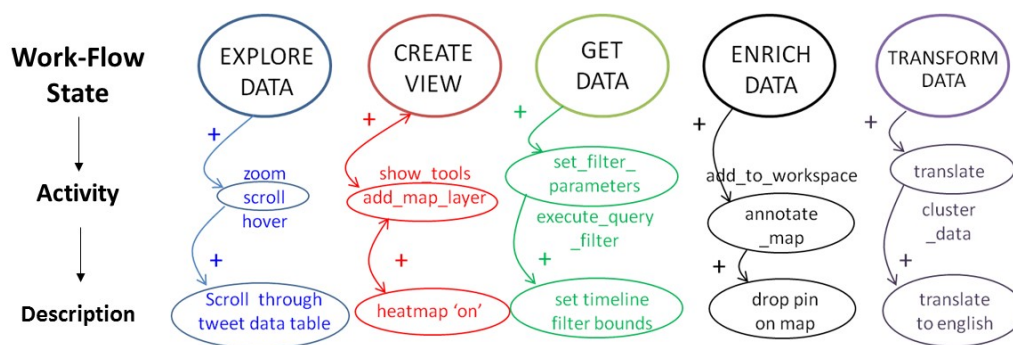 Work-Flow
State
EXPLORE
DATA
CREATE
VIEW
GET
DATA
ENRICH
DATA
TRANSFORM
DATA
+
+
+
+
+
Activity
zoom
scroll
hover
show_tools
add_map_layer
set_filter_
parameters
execute_query
_filter
add_to_workspace
annotate
_map
translate
cluster
_data
+
+
+
+
+
Description
Scroll through
tweet data table
heatmap ‘on’
set timeline
filter bounds
drop pin
on map
translate
to english